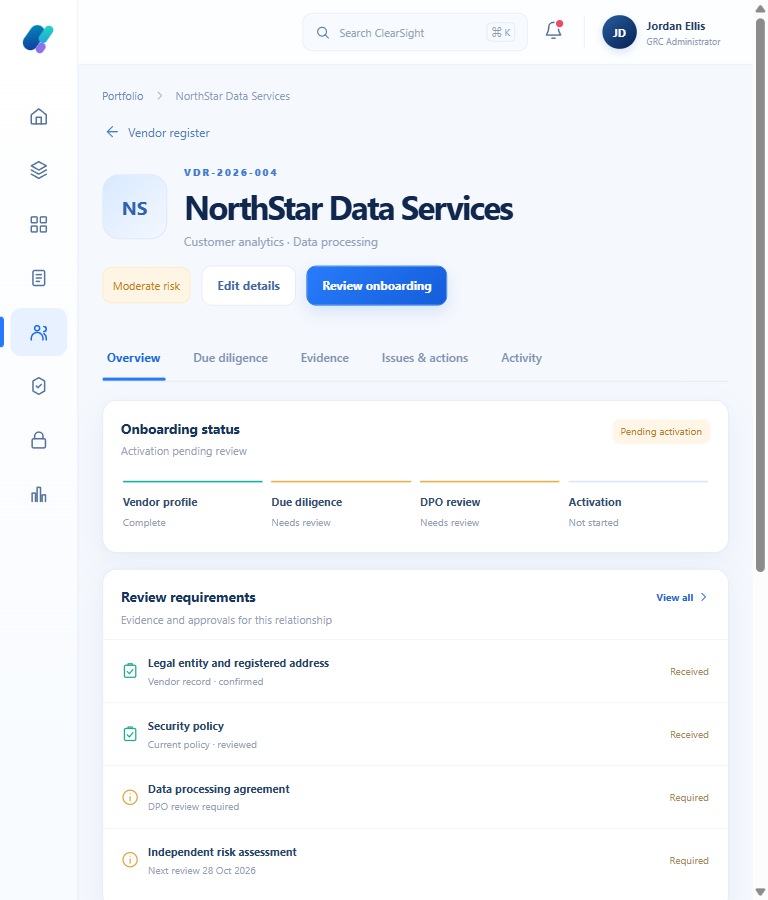 Search ClearSight
⌘ K
JD
Jordan Ellis
GRC Administrator
Portfolio
NorthStar Data Services
Vendor register
NS
VDR-2026-004
NorthStar Data Services
Customer analytics · Data processing
Moderate risk
Edit details
Review onboarding
Overview
Due diligence
Evidence
Issues & actions
Activity
Onboarding status
Activation pending review
Pending activation
Vendor profile
Complete
Due diligence
Needs review
DPO review
Needs review
Activation
Not started
Review requirements
Evidence and approvals for this relationship
View all
Legal entity and registered address
Vendor record · confirmed
Received
Security policy
Current policy · reviewed
Received
Data processing agreement
DPO review required
Required
Independent risk assessment
Next review 28 Oct 2026
Required